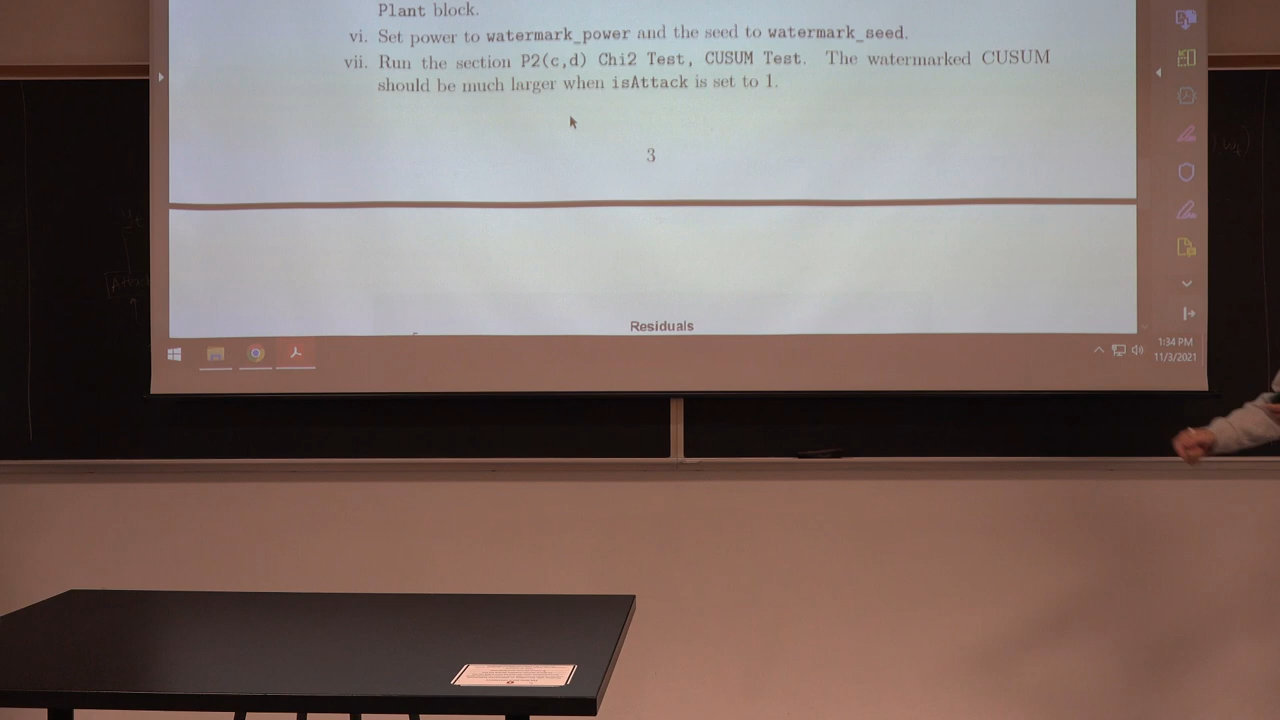 Plant block.
vi. Set power to watermark_power and the seed to watermark_seed.
vii. Run the section P2(c,d) Chi2 Test, CUSUM Test. The watermarked CUSUM
should be much larger when isAttack is set to 1.
3
Residuals
1:34 PM
11/3/2021